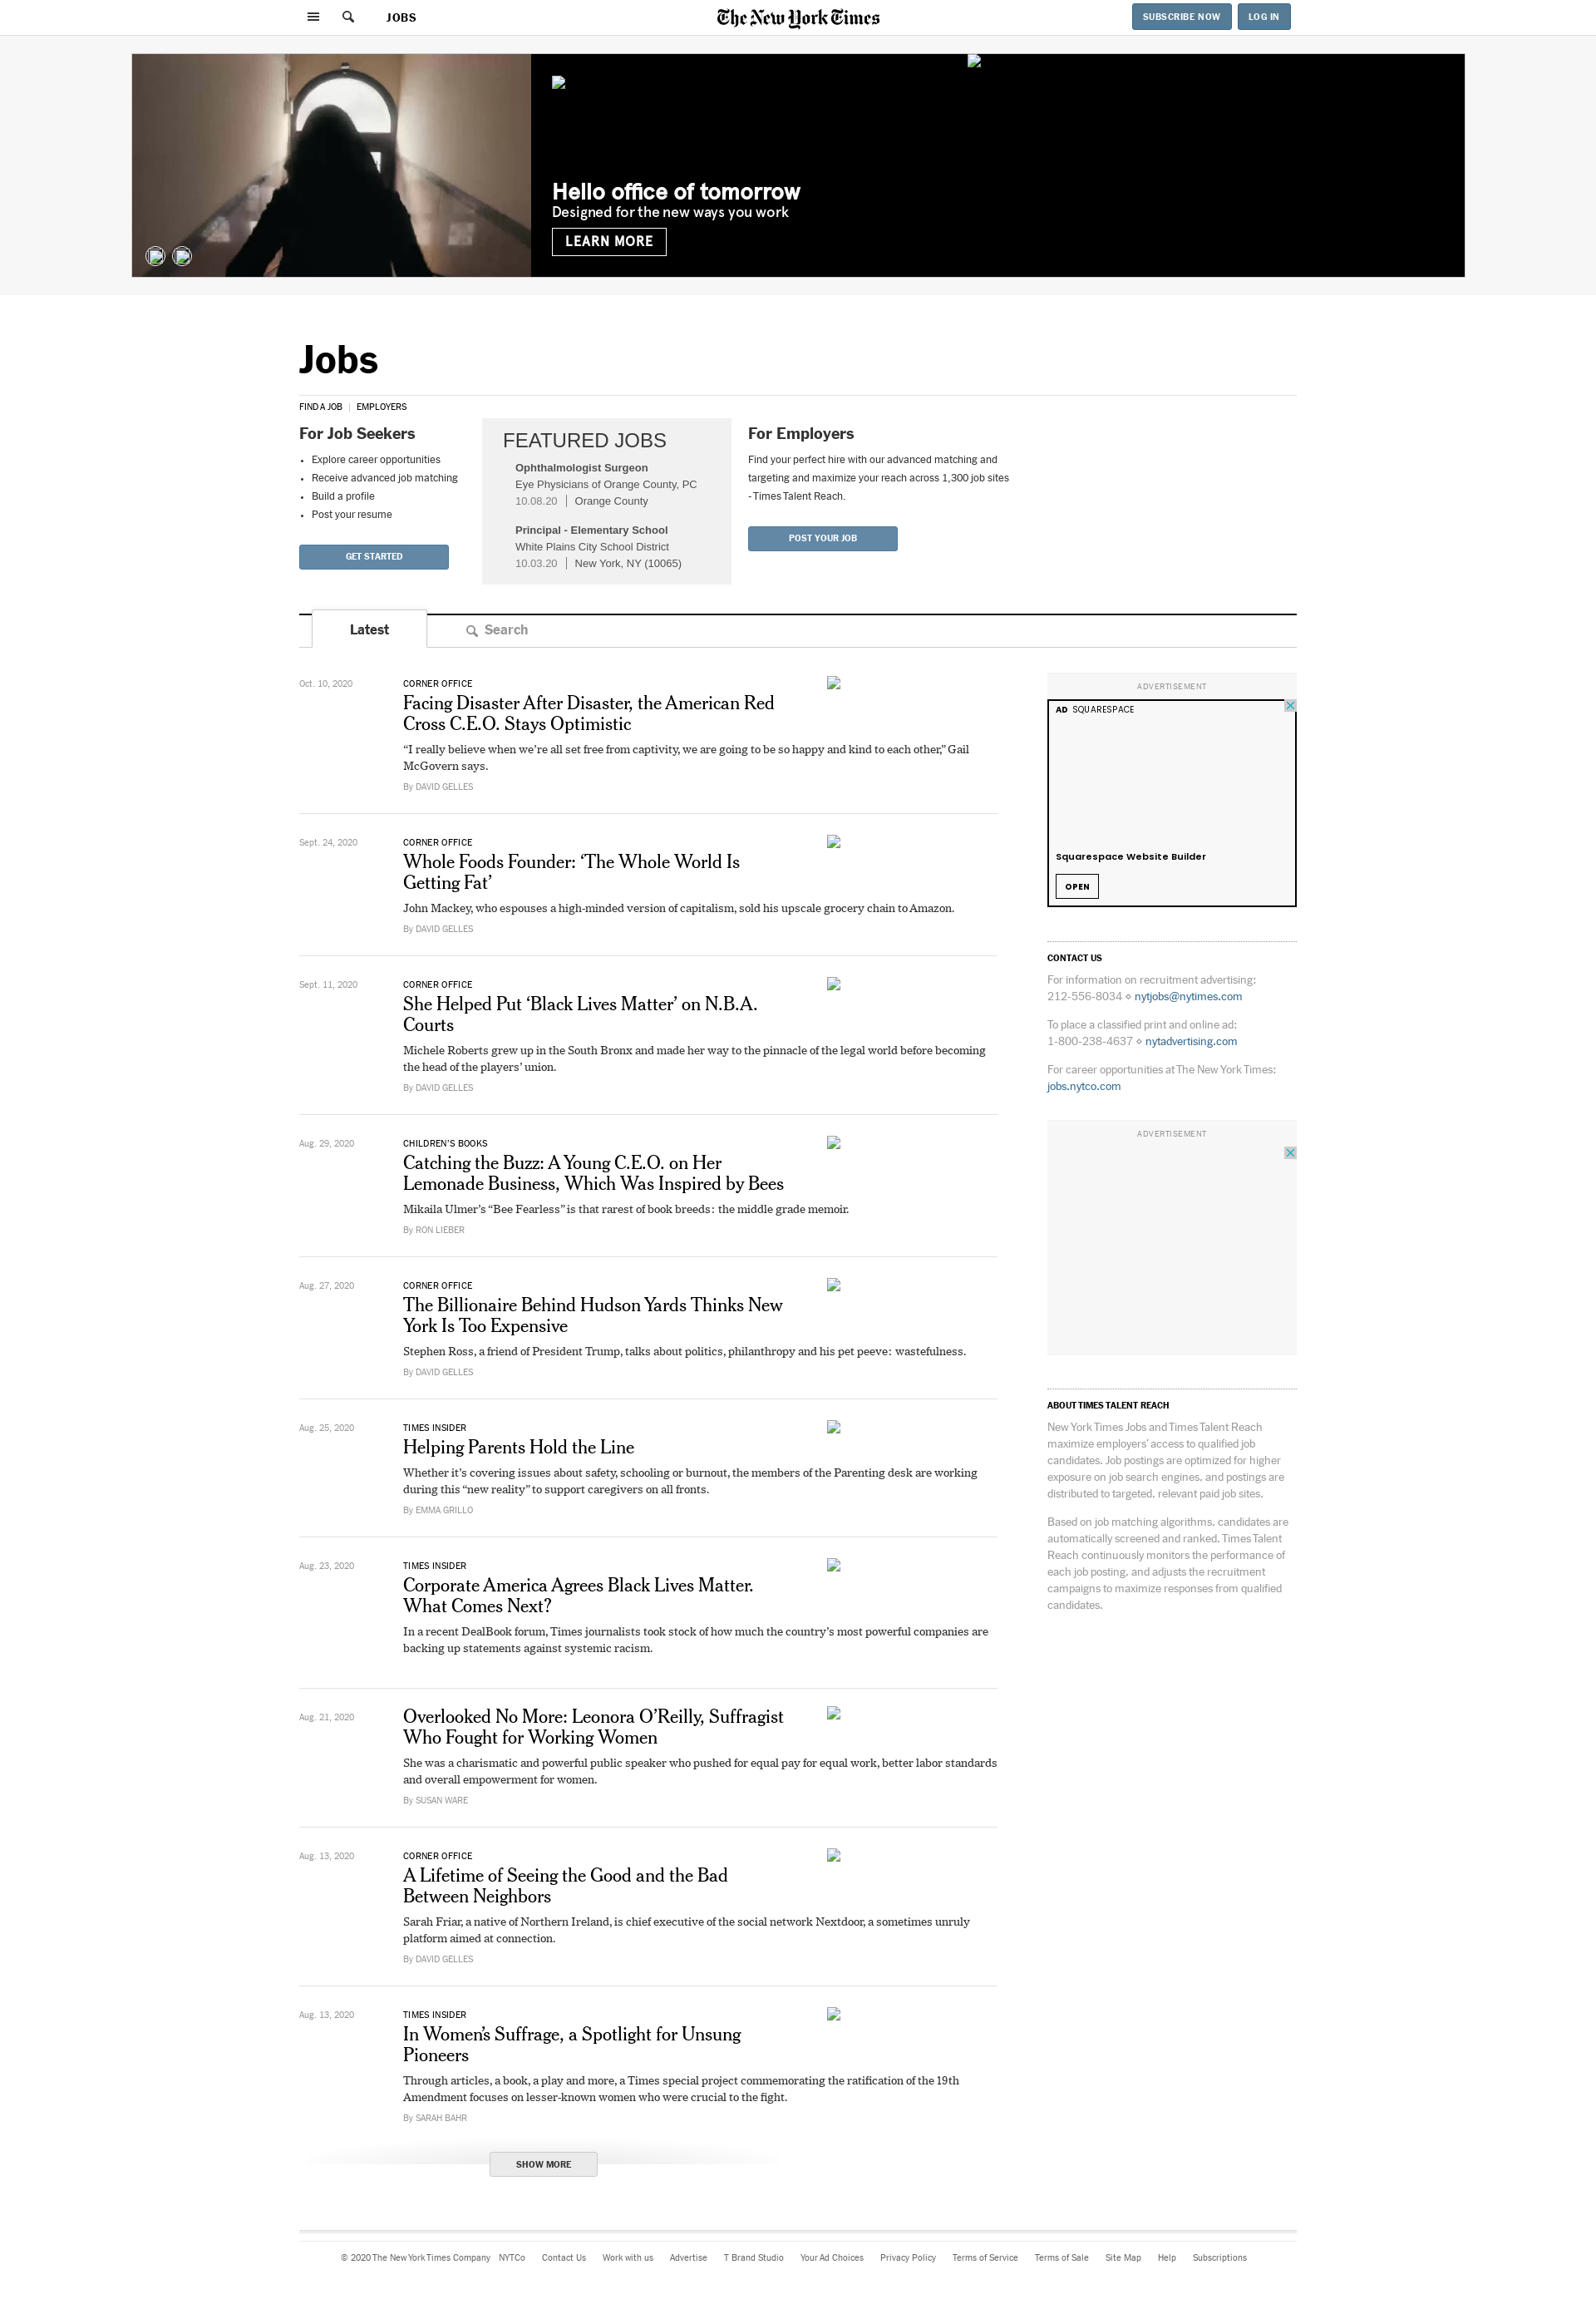 JOBS
The New York Times
SUBSCRIBE NOW
LOG IN
Hello office of tomorrow
Designed for the new ways you work
LEARN MORE
Jobs
FIND A JOB | EMPLOYERS
For Job Seekers
• Explore career opportunities
• Receive advanced job matching
• Build a profile
• Post your resume
GET STARTED
FEATURED JOBS
Ophthalmologist Surgeon
Eye Physicians of Orange County, PC
10.08.20 | Orange County
Principal - Elementary School
White Plains City School District
10.03.20 | New York, NY (10065)
For Employers
Find your perfect hire with our advanced matching and
targeting and maximize your reach across 1,300 job sites
- Times Talent Reach.
POST YOUR JOB
Latest
Search
Oct. 10, 2020
CORNER OFFICE
Facing Disaster After Disaster, the American Red
Cross C.E.O. Stays Optimistic
“I really believe when we’re all set free from captivity, we are going to be so happy and kind to each other,” Gail
McGovern says.
By DAVID GELLES
Sept. 24, 2020
CORNER OFFICE
Whole Foods Founder: ‘The Whole World Is
Getting Fat’
John Mackey, who espouses a high-minded version of capitalism, sold his upscale grocery chain to Amazon.
By DAVID GELLES
Sept. 11, 2020
CORNER OFFICE
She Helped Put ‘Black Lives Matter’ on N.B.A.
Courts
Michele Roberts grew up in the South Bronx and made her way to the pinnacle of the legal world before becoming
the head of the players’ union.
By DAVID GELLES
Aug. 29, 2020
CHILDREN’S BOOKS
Catching the Buzz: A Young C.E.O. on Her
Lemonade Business, Which Was Inspired by Bees
Mikaila Ulmer’s “Bee Fearless” is that rarest of book breeds: the middle grade memoir.
By RON LIEBER
Aug. 27, 2020
CORNER OFFICE
The Billionaire Behind Hudson Yards Thinks New
York Is Too Expensive
Stephen Ross, a friend of President Trump, talks about politics, philanthropy and his pet peeve: wastefulness.
By DAVID GELLES
Aug. 25, 2020
TIMES INSIDER
Helping Parents Hold the Line
Whether it’s covering issues about safety, schooling or burnout, the members of the Parenting desk are working
during this “new reality” to support caregivers on all fronts.
By EMMA GRILLO
Aug. 23, 2020
TIMES INSIDER
Corporate America Agrees Black Lives Matter.
What Comes Next?
In a recent DealBook forum, Times journalists took stock of how much the country’s most powerful companies are
backing up statements against systemic racism.
Aug. 21, 2020
Overlooked No More: Leonora O’Reilly, Suffragist
Who Fought for Working Women
She was a charismatic and powerful public speaker who pushed for equal pay for equal work, better labor standards
and overall empowerment for women.
By SUSAN WARE
Aug. 13, 2020
CORNER OFFICE
A Lifetime of Seeing the Good and the Bad
Between Neighbors
Sarah Friar, a native of Northern Ireland, is chief executive of the social network Nextdoor, a sometimes unruly
platform aimed at connection.
By DAVID GELLES
Aug. 13, 2020
TIMES INSIDER
In Women’s Suffrage, a Spotlight for Unsung
Pioneers
Through articles, a book, a play and more, a Times special project commemorating the ratification of the 19th
Amendment focuses on lesser-known women who were crucial to the fight.
By SARAH BAHR
SHOW MORE
ADVERTISEMENT
AD SQUARESPACE
Squarespace Website Builder
OPEN
CONTACT US
For information on recruitment advertising:
212-556-8034 ⋄ nytjobs@nytimes.com
To place a classified print and online ad:
1-800-238-4637 ⋄ nytadvertising.com
For career opportunities at The New York Times:
jobs.nytco.com
ADVERTISEMENT
ABOUT TIMES TALENT REACH
New York Times Jobs and Times Talent Reach
maximize employers’ access to qualified job
candidates. Job postings are optimized for higher
exposure on job search engines, and postings are
distributed to targeted, relevant paid job sites.
Based on job matching algorithms, candidates are
automatically screened and ranked. Times Talent
Reach continuously monitors the performance of
each job posting, and adjusts the recruitment
campaigns to maximize responses from qualified
candidates.
© 2020 The New York Times Company NYTCo Contact Us Work with us Advertise T Brand Studio Your Ad Choices Privacy Policy Terms of Service Terms of Sale Site Map Help Subscriptions